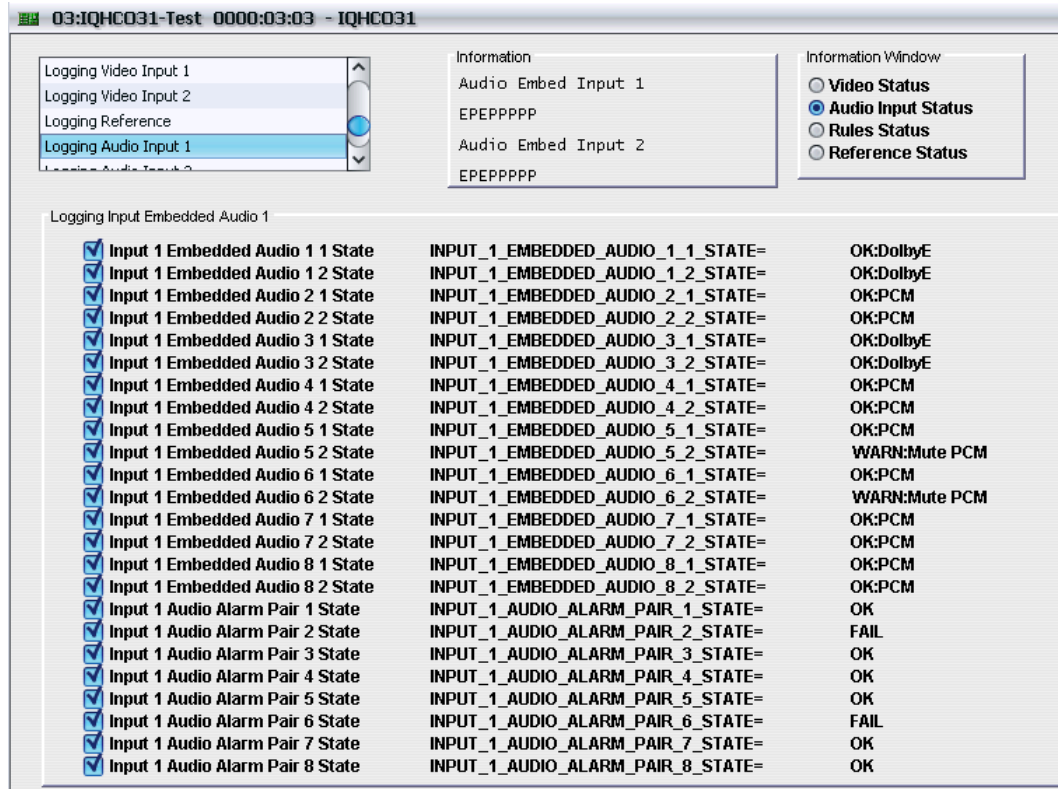 03:IQHCO31-Test 0000:03:03 - IQHCO31
Logging Video Input 1
Logging Video Input 2
Logging Reference
Logging Audio Input 1
Logging Audio Input 2
Information
Audio Embed Input 1
EPEPPPPP
Audio Embed Input 2
EPEPPPPP
Information Window
Video Status
Audio Input Status
Rules Status
Reference Status
Logging Input Embedded Audio 1
Input 1 Embedded Audio 1 1 State INPUT_1_EMBEDDED_AUDIO_1_1_STATE= OK:DolbyE
Input 1 Embedded Audio 1 2 State INPUT_1_EMBEDDED_AUDIO_1_2_STATE= OK:DolbyE
Input 1 Embedded Audio 2 1 State INPUT_1_EMBEDDED_AUDIO_2_1_STATE= OK:PCM
Input 1 Embedded Audio 2 2 State INPUT_1_EMBEDDED_AUDIO_2_2_STATE= OK:PCM
Input 1 Embedded Audio 3 1 State INPUT_1_EMBEDDED_AUDIO_3_1_STATE= OK:DolbyE
Input 1 Embedded Audio 3 2 State INPUT_1_EMBEDDED_AUDIO_3_2_STATE= OK:DolbyE
Input 1 Embedded Audio 4 1 State INPUT_1_EMBEDDED_AUDIO_4_1_STATE= OK:PCM
Input 1 Embedded Audio 4 2 State INPUT_1_EMBEDDED_AUDIO_4_2_STATE= OK:PCM
Input 1 Embedded Audio 5 1 State INPUT_1_EMBEDDED_AUDIO_5_1_STATE= OK:PCM
Input 1 Embedded Audio 5 2 State INPUT_1_EMBEDDED_AUDIO_5_2_STATE= WARN:Mute PCM
Input 1 Embedded Audio 6 1 State INPUT_1_EMBEDDED_AUDIO_6_1_STATE= OK:PCM
Input 1 Embedded Audio 6 2 State INPUT_1_EMBEDDED_AUDIO_6_2_STATE= WARN:Mute PCM
Input 1 Embedded Audio 7 1 State INPUT_1_EMBEDDED_AUDIO_7_1_STATE= OK:PCM
Input 1 Embedded Audio 7 2 State INPUT_1_EMBEDDED_AUDIO_7_2_STATE= OK:PCM
Input 1 Embedded Audio 8 1 State INPUT_1_EMBEDDED_AUDIO_8_1_STATE= OK:PCM
Input 1 Embedded Audio 8 2 State INPUT_1_EMBEDDED_AUDIO_8_2_STATE= OK:PCM
Input 1 Audio Alarm Pair 1 State INPUT_1_AUDIO_ALARM_PAIR_1_STATE= OK
Input 1 Audio Alarm Pair 2 State INPUT_1_AUDIO_ALARM_PAIR_2_STATE= FAIL
Input 1 Audio Alarm Pair 3 State INPUT_1_AUDIO_ALARM_PAIR_3_STATE= OK
Input 1 Audio Alarm Pair 4 State INPUT_1_AUDIO_ALARM_PAIR_4_STATE= OK
Input 1 Audio Alarm Pair 5 State INPUT_1_AUDIO_ALARM_PAIR_5_STATE= OK
Input 1 Audio Alarm Pair 6 State INPUT_1_AUDIO_ALARM_PAIR_6_STATE= FAIL
Input 1 Audio Alarm Pair 7 State INPUT_1_AUDIO_ALARM_PAIR_7_STATE= OK
Input 1 Audio Alarm Pair 8 State INPUT_1_AUDIO_ALARM_PAIR_8_STATE= OK